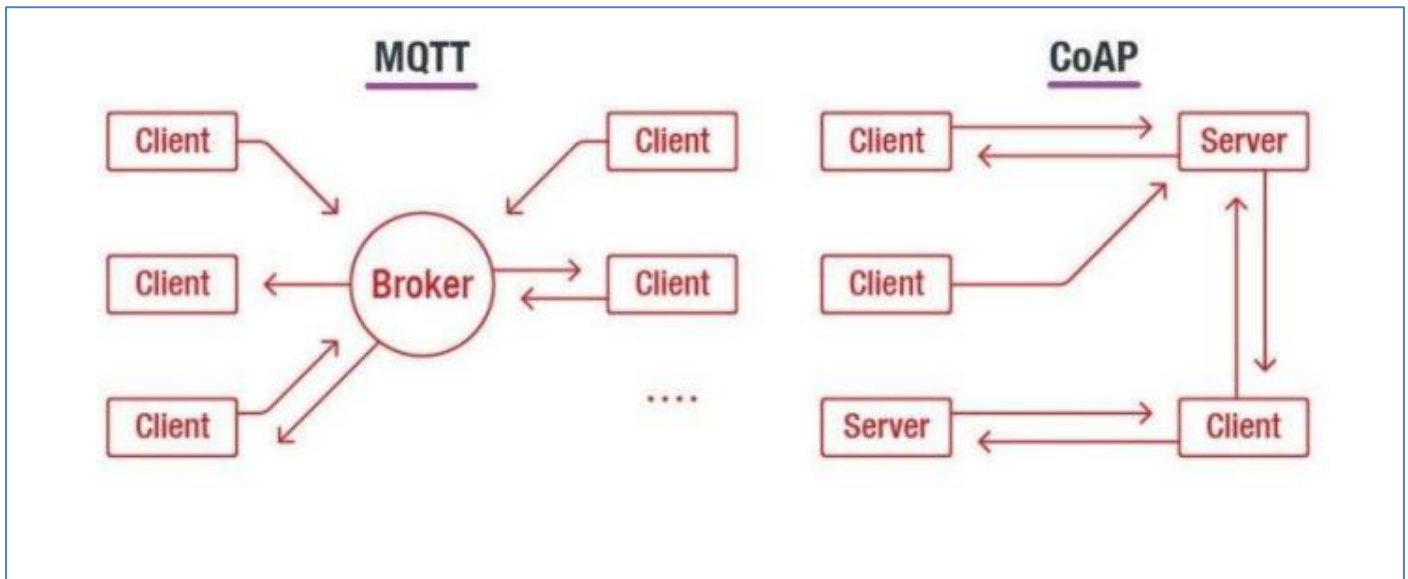 MQTT
CoAP
Client
Client
Client
Server
Client
Broker
Client
Client
Client
....
Server
Client